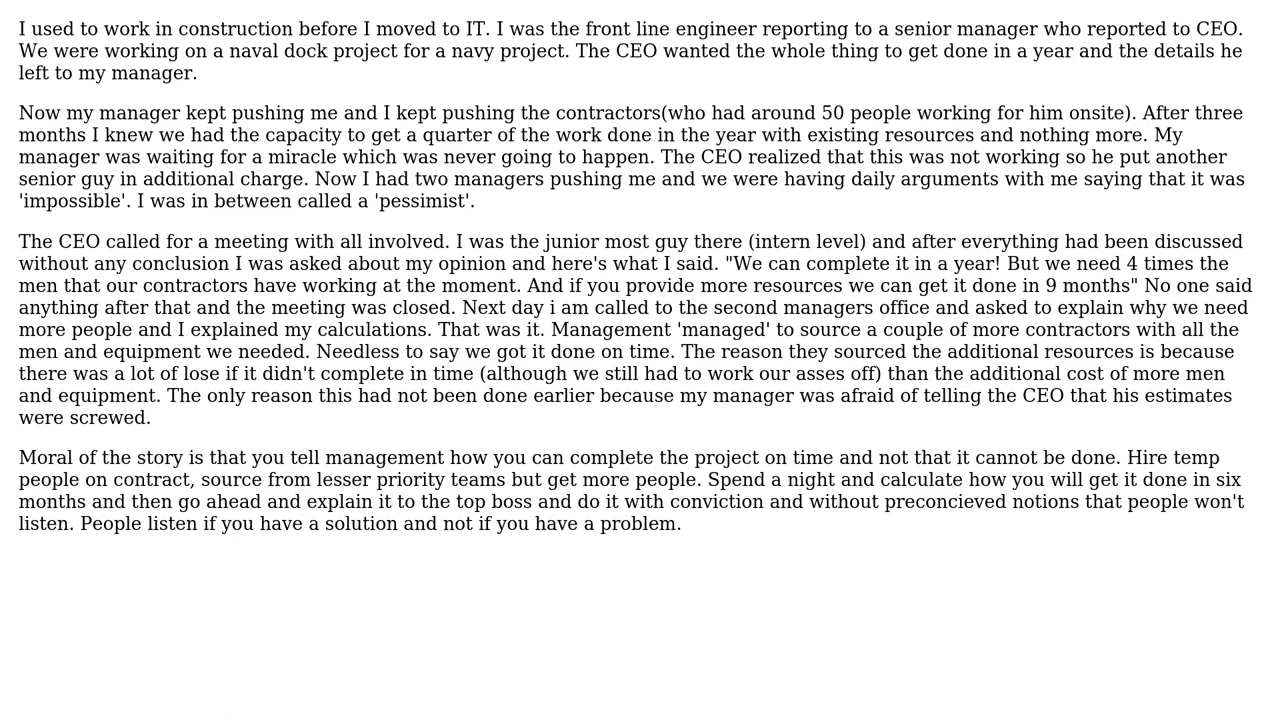 I used to work in construction before I moved to IT. I was the front line engineer reporting to a senior manager who reported to CEO.
We were working on a naval dock project for a navy project. The CEO wanted the whole thing to get done in a year and the details he
left to my manager.
Now my manager kept pushing me and I kept pushing the contractors(who had around 50 people working for him onsite). After three
months I knew we had the capacity to get a quarter of the work done in the year with existing resources and nothing more. My
manager was waiting for a miracle which was never going to happen. The CEO realized that this was not working so he put another
senior guy in additional charge. Now I had two managers pushing me and we were having daily arguments with me saying that it was
'impossible'. I was in between called a 'pessimist'.
The CEO called for a meeting with all involved. I was the junior most guy there (intern level) and after everything had been discussed
without any conclusion I was asked about my opinion and here's what I said. "We can complete it in a year! But we need 4 times the
men that our contractors have working at the moment. And if you provide more resources we can get it done in 9 months" No one said
anything after that and the meeting was closed. Next day i am called to the second managers office and asked to explain why we need
more people and I explained my calculations. That was it. Management 'managed' to source a couple of more contractors with all the
men and equipment we needed. Needless to say we got it done on time. The reason they sourced the additional resources is because
there was a lot of lose if it didn't complete in time (although we still had to work our asses off) than the additional cost of more men
and equipment. The only reason this had not been done earlier because my manager was afraid of telling the CEO that his estimates
were screwed.
Moral of the story is that you tell management how you can complete the project on time and not that it cannot be done. Hire temp
people on contract, source from lesser priority teams but get more people. Spend a night and calculate how you will get it done in six
months and then go ahead and explain it to the top boss and do it with conviction and without preconcieved notions that people won't
listen. People listen if you have a solution and not if you have a problem.